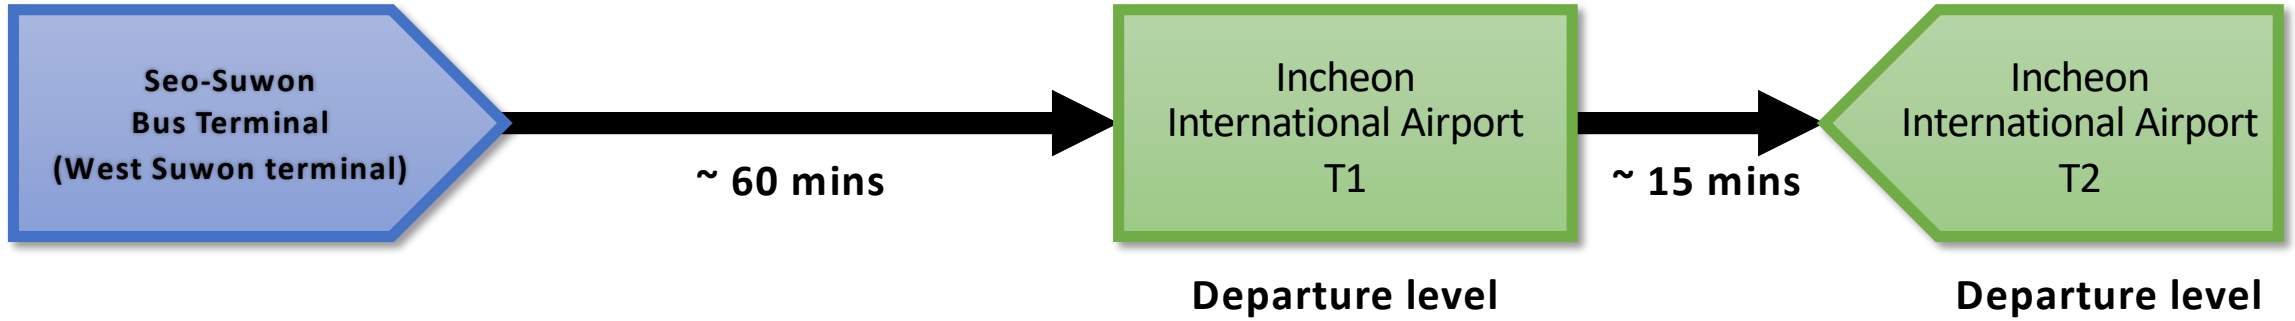 Seo-Suwon
Bus Terminal
(West Suwon terminal)
~ 60 mins
Incheon
International Airport
T1
Departure level
~ 15 mins
Incheon
International Airport
T2
Departure level